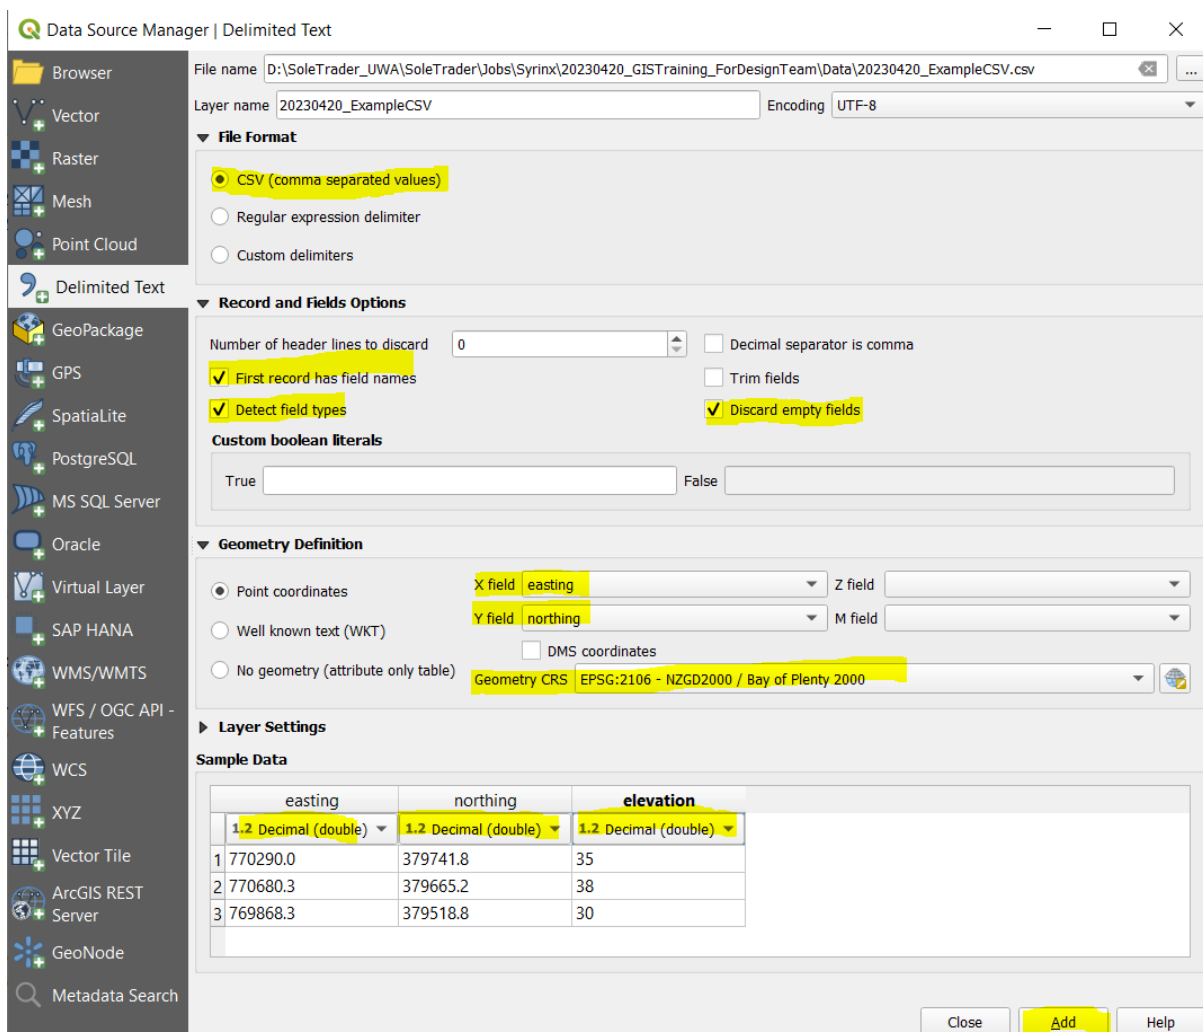 Data Source Manager | Delimited Text
Browser
Vector
Raster
Mesh
Point Cloud
Delimited Text
GeoPackage
GPS
SpatiaLite
PostgreSQL
MS SQL Server
Oracle
Virtual Layer
SAP HANA
WMS/WMTS
WFS / OGC API -
Features
WCS
XYZ
Vector Tile
ArcGIS REST
Server
GeoNode
Metadata Search
File name D:\SoleTrader_UWA\SoleTrader\Jobs\Syrinx\20230420_GISTraining_ForDesignTeam\Data\20230420_ExampleCSV.csv ...
Layer name 20230420_ExampleCSV Encoding UTF-8
File Format
CSV (comma separated values)
Regular expression delimiter
Custom delimiters
Record and Fields Options
Number of header lines to discard 0 Decimal separator is comma
First record has field names Trim fields
Detect field types Discard empty fields
Custom boolean literals
True False
Geometry Definition
Point coordinates X field easting Z field
Y field northing M field
Well known text (WKT)
DMS coordinates
No geometry (attribute only table) Geometry CRS EPSG:2106 - NZGD2000 / Bay of Plenty 2000
Layer Settings
Sample Data
easting northing elevation
1.2 Decimal (double) 1.2 Decimal (double) 1.2 Decimal (double)
1 770290.0 379741.8 35
2 770680.3 379665.2 38
3 769868.3 379518.8 30
Close Add Help